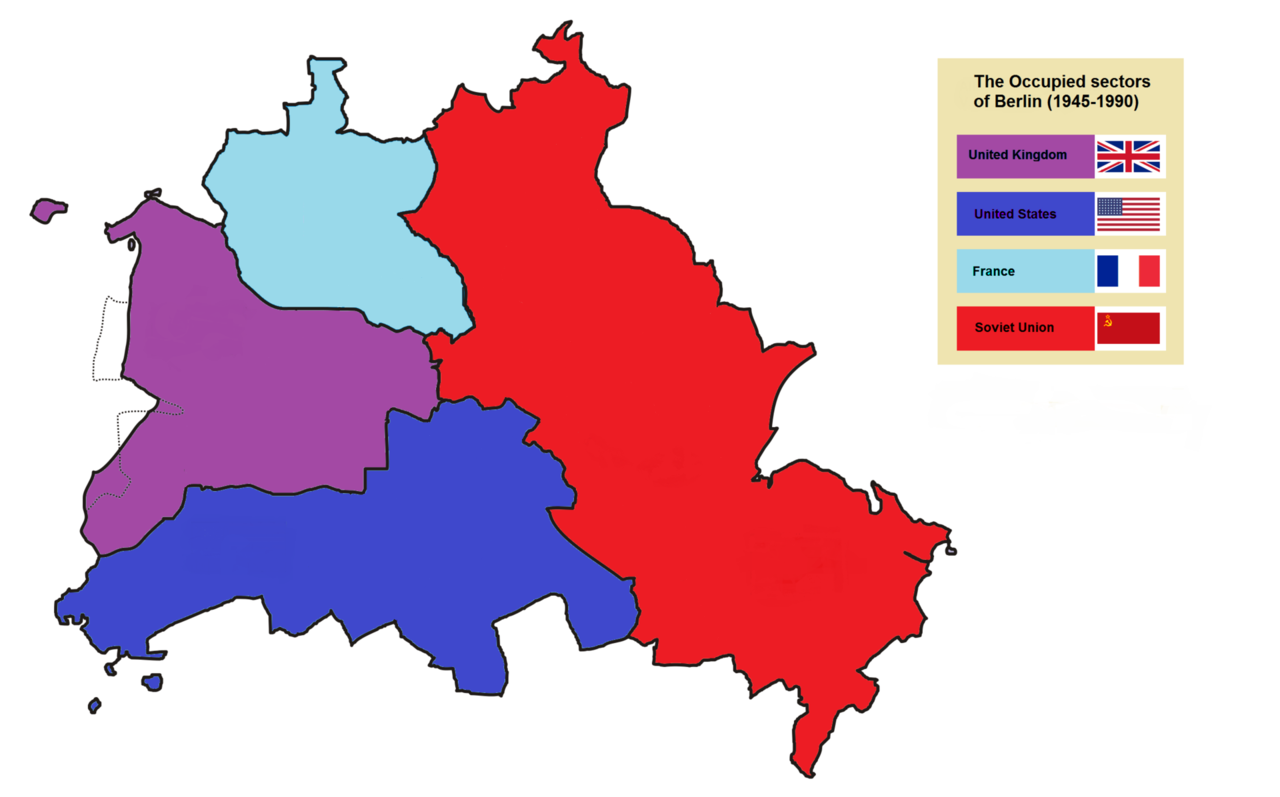 The Occupied sectors
of Berlin (1945-1990)
United Kingdom
United States
France
Soviet Union